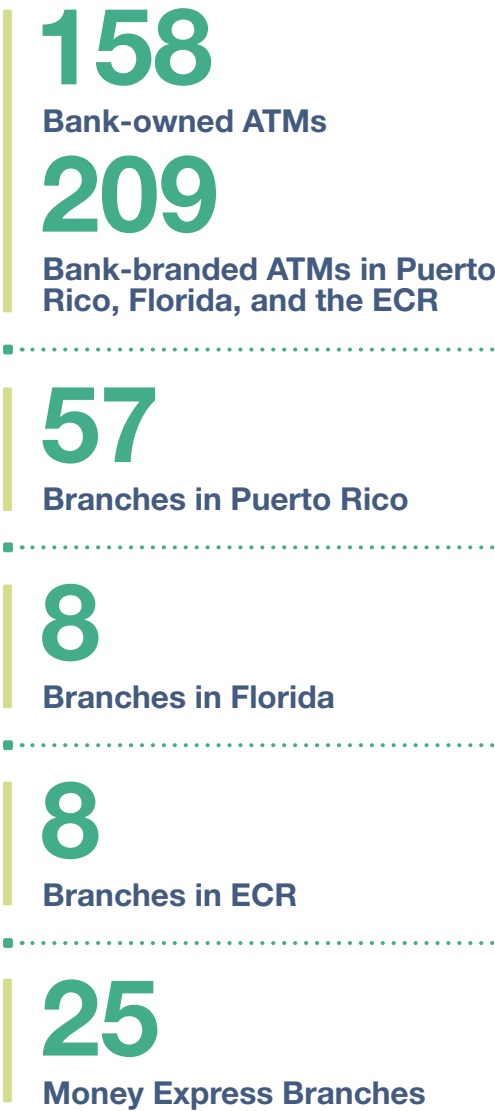 158
Bank-owned ATMs
209
Bank-branded ATMs in Puerto
Rico, Florida, and the ECR
57
Branches in Puerto Rico
8
Branches in Florida
8
Branches in ECR
25
Money Express Branches